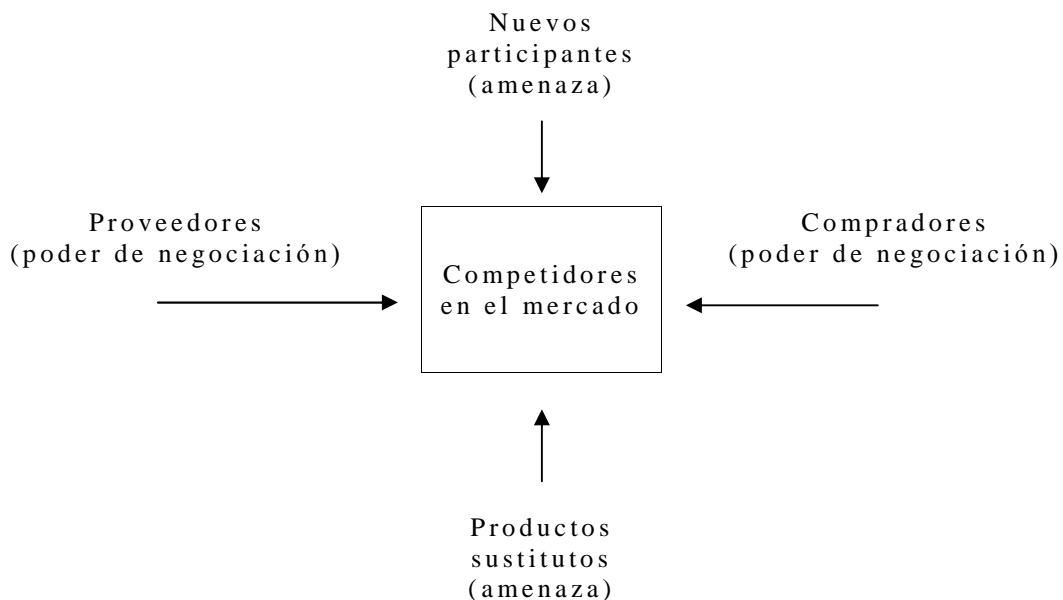 Nuevos
participantes
(amenaza)
Proveedores
(poder de negociación)
Competidores
en el mercado
Compradores
(poder de negociación)
Productos
sustitutos
(amenaza)